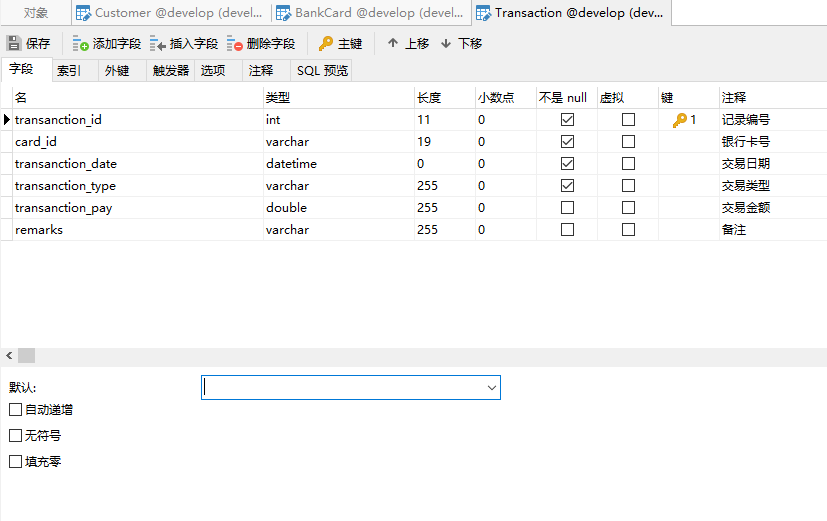 对象 Customer @develop (devel... BankCard @develop (devel... Transaction @develop (dev...
保存 添加字段 插入字段 删除字段 主键 上移 下移
字段 索引 外键 触发器 选项 注释 SQL 预览
名 类型 长度 小数点 不是 null 虚拟 键 注释
transanction_id int 11 0 1 记录编号
card_id varchar 19 0 银行卡号
transanction_date datetime 0 0 交易日期
transanction_type varchar 255 0 交易类型
transanction_pay double 255 0 交易金额
remarks varchar 255 0 备注
默认:
自动递增
无符号
填充零